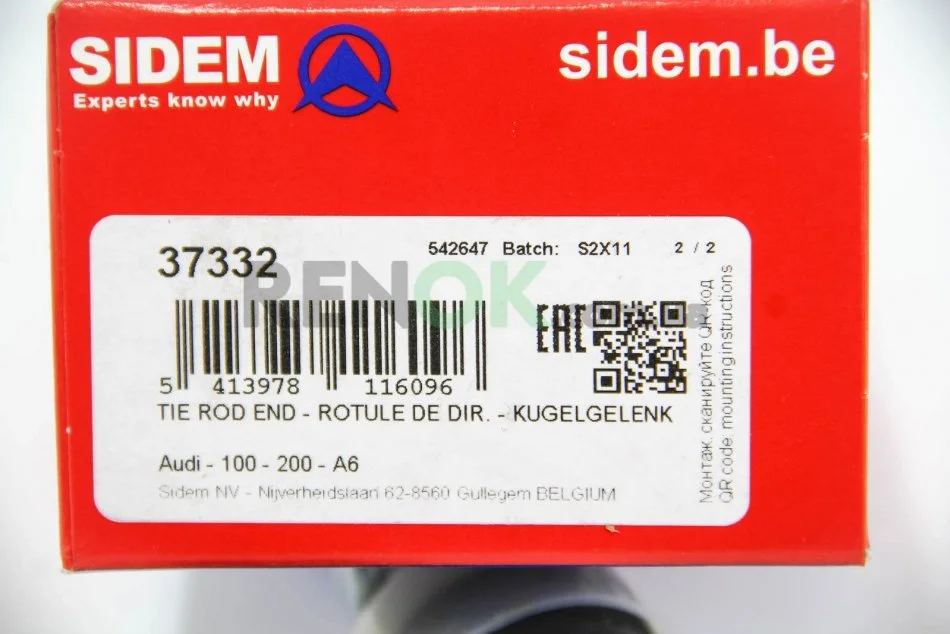 SIDEM
Experts know why
sidem.be
37332
542647 Batch: S2X11 2 / 2
RENOK
EAC
5 413978 116096
TIE ROD END - ROTULE DE DIR. - KUGELGELENK
Audi - 100 - 200 - A6
Sidem NV - Nijverheidslaan 62-8560 Gullegem BELGIUM
Монтаж: сканируйте QR-код
QR code: mounting instructions